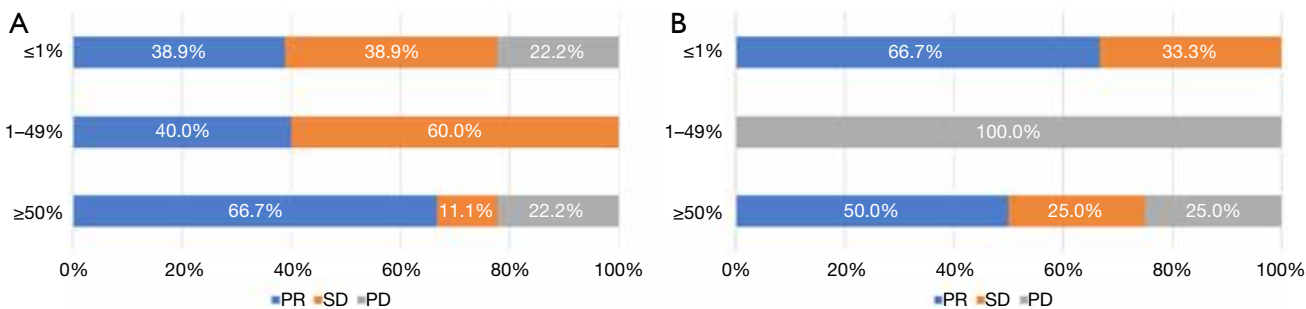 A
≤1% 38.9% 38.9% 22.2%
1–49% 40.0% 60.0%
≥50% 66.7% 11.1% 22.2%
0% 20% 40% 60% 80% 100%
PR SD PD
B
≤1% 66.7% 33.3%
1–49% 100.0%
≥50% 50.0% 25.0% 25.0%
0% 20% 40% 60% 80% 100%
PR SD PD